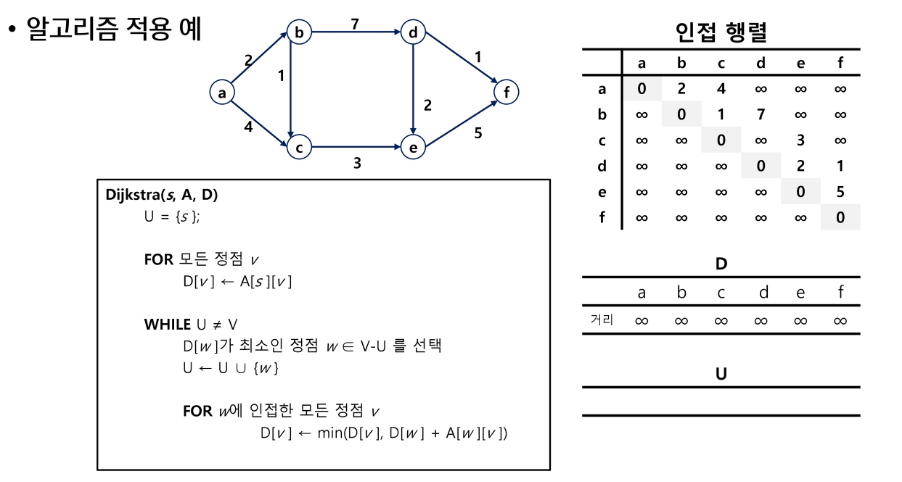 • 알고리즘 적용 예
a
b
c
d
e
f
2
4
1
7
3
2
1
5
Dijkstra(s, A, D)
U = {s};
FOR 모든 정점 v
D[v] ← A[s][v]
WHILE U ≠ V
D[w]가 최소인 정점 w ∈ V-U 를 선택
U ← U ∪ {w}
FOR w에 인접한 모든 정점 v
D[v] ← min(D[v], D[w] + A[w][v])
인접 행렬
a b c d e f
a 0 2 4 ∞ ∞ ∞
b ∞ 0 1 7 ∞ ∞
c ∞ ∞ 0 ∞ 3 ∞
d ∞ ∞ ∞ 0 2 1
e ∞ ∞ ∞ ∞ 0 5
f ∞ ∞ ∞ ∞ ∞ 0
D
a b c d e f
거리 ∞ ∞ ∞ ∞ ∞ ∞
U